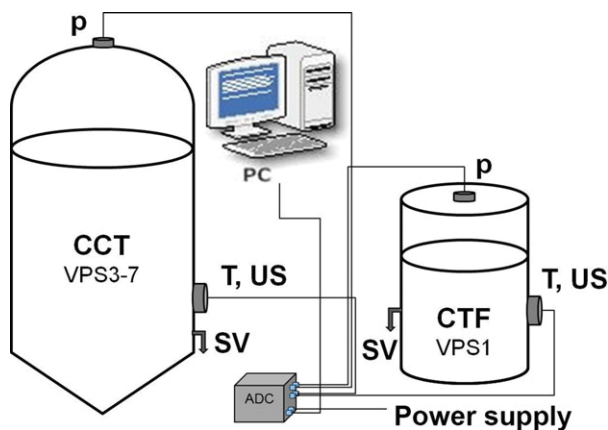 p
PC
p
CCT
VPS3-7
T, US
T, US
SV
SV
CTF
VPS1
ADC
Power supply